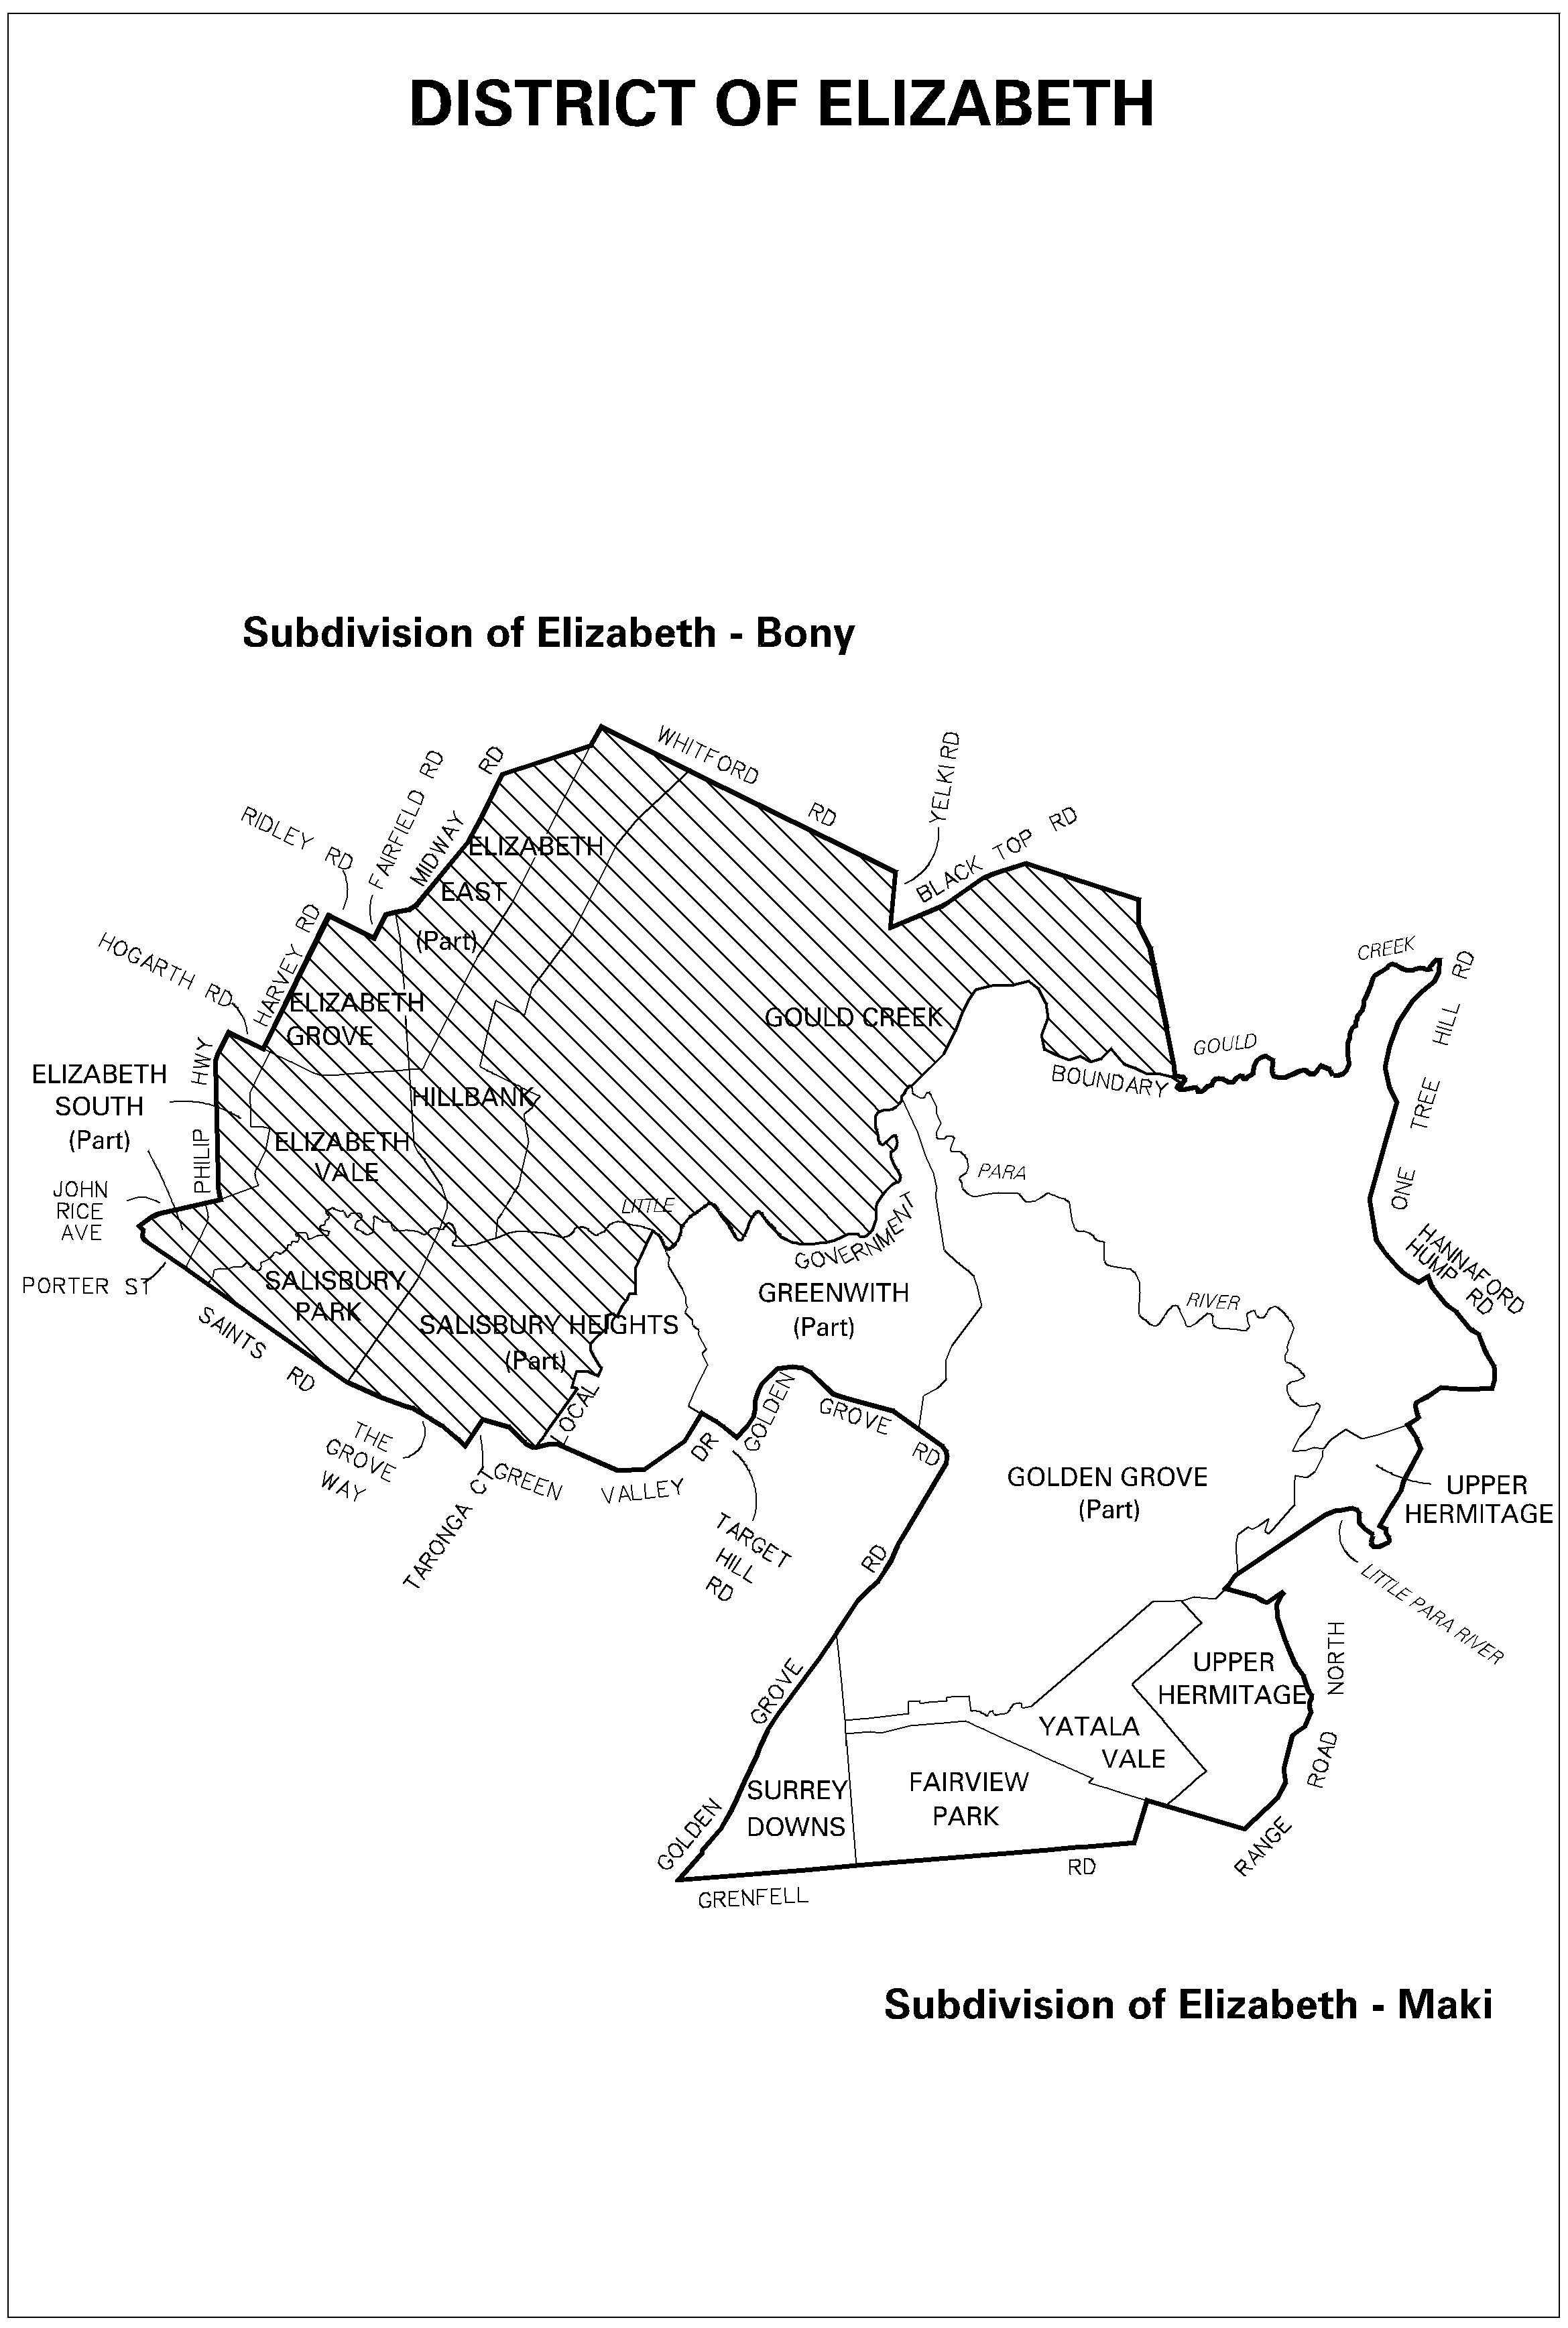 DISTRICT OF ELIZABETH
Subdivision of Elizabeth - Bony
WHITFORD RD
YELKI RD
BLACK TOP RD
MIDWAY RD
FAIRFIELD RD
RIDLEY RD
HARVEY RD
HOGARTH RD
PHILIP HWY
ELIZABETH
EAST
(Part)
ELIZABETH
GROVE
GOULD CREEK
HILLBANK
ELIZABETH
SOUTH
(Part)
ELIZABETH
VALE
JOHN
RICE
AVE
PORTER ST
SAINTS RD
SALISBURY
PARK
SALISBURY HEIGHTS
(Part)
LITTLE
PARA
RIVER
LOCAL
GOVERNMENT
BOUNDARY
GOULD
CREEK
ONE TREE HILL RD
HANNAFORD
HUMP RD
GREENWITH
(Part)
THE
GROVE
WAY
TARONGA CT
GREEN VALLEY DR
TARGET
HILL
RD
GOLDEN GROVE RD
GOLDEN GROVE
(Part)
UPPER
HERMITAGE
LITTLE PARA RIVER
GOLDEN GROVE RD
UPPER
HERMITAGE
YATALA
VALE
FAIRVIEW
PARK
SURREY
DOWNS
RANGE ROAD NORTH
GRENFELL RD
Subdivision of Elizabeth - Maki